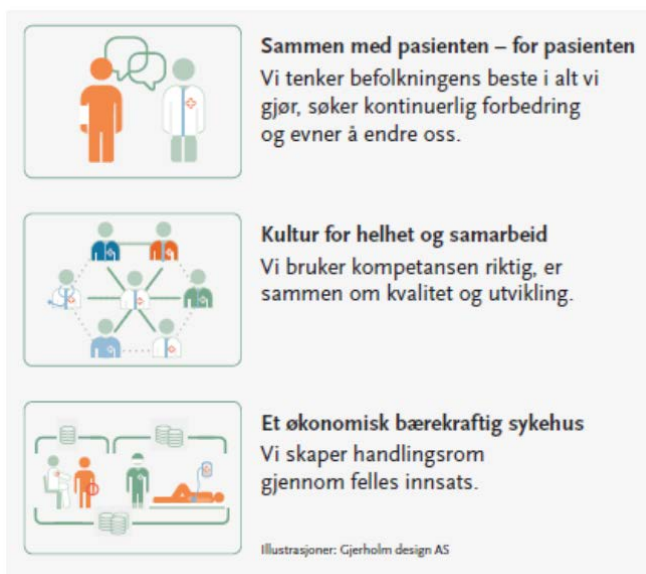 Sammen med pasienten – for pasienten
Vi tenker befolkningens beste i alt vi
gjør, søker kontinuerlig forbedring
og evner å endre oss.
Kultur for helhet og samarbeid
Vi bruker kompetansen riktig, er
sammen om kvalitet og utvikling.
Et økonomisk bærekraftig sykehus
Vi skaper handlingsrom
gjennom felles innsats.
Illustrasjoner: Gjerholm design AS